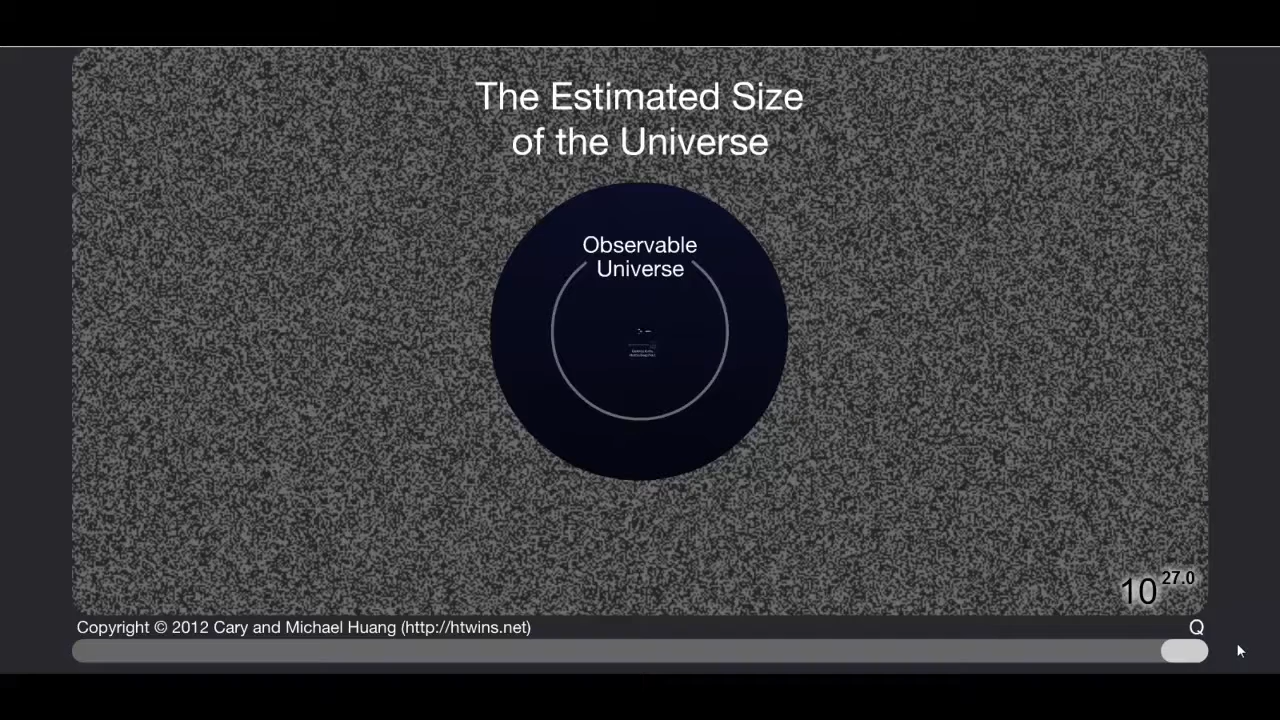 The Estimated Size
of the Universe
Observable
Universe
10^27.0
Copyright © 2012 Cary and Michael Huang (http://htwins.net)
Q